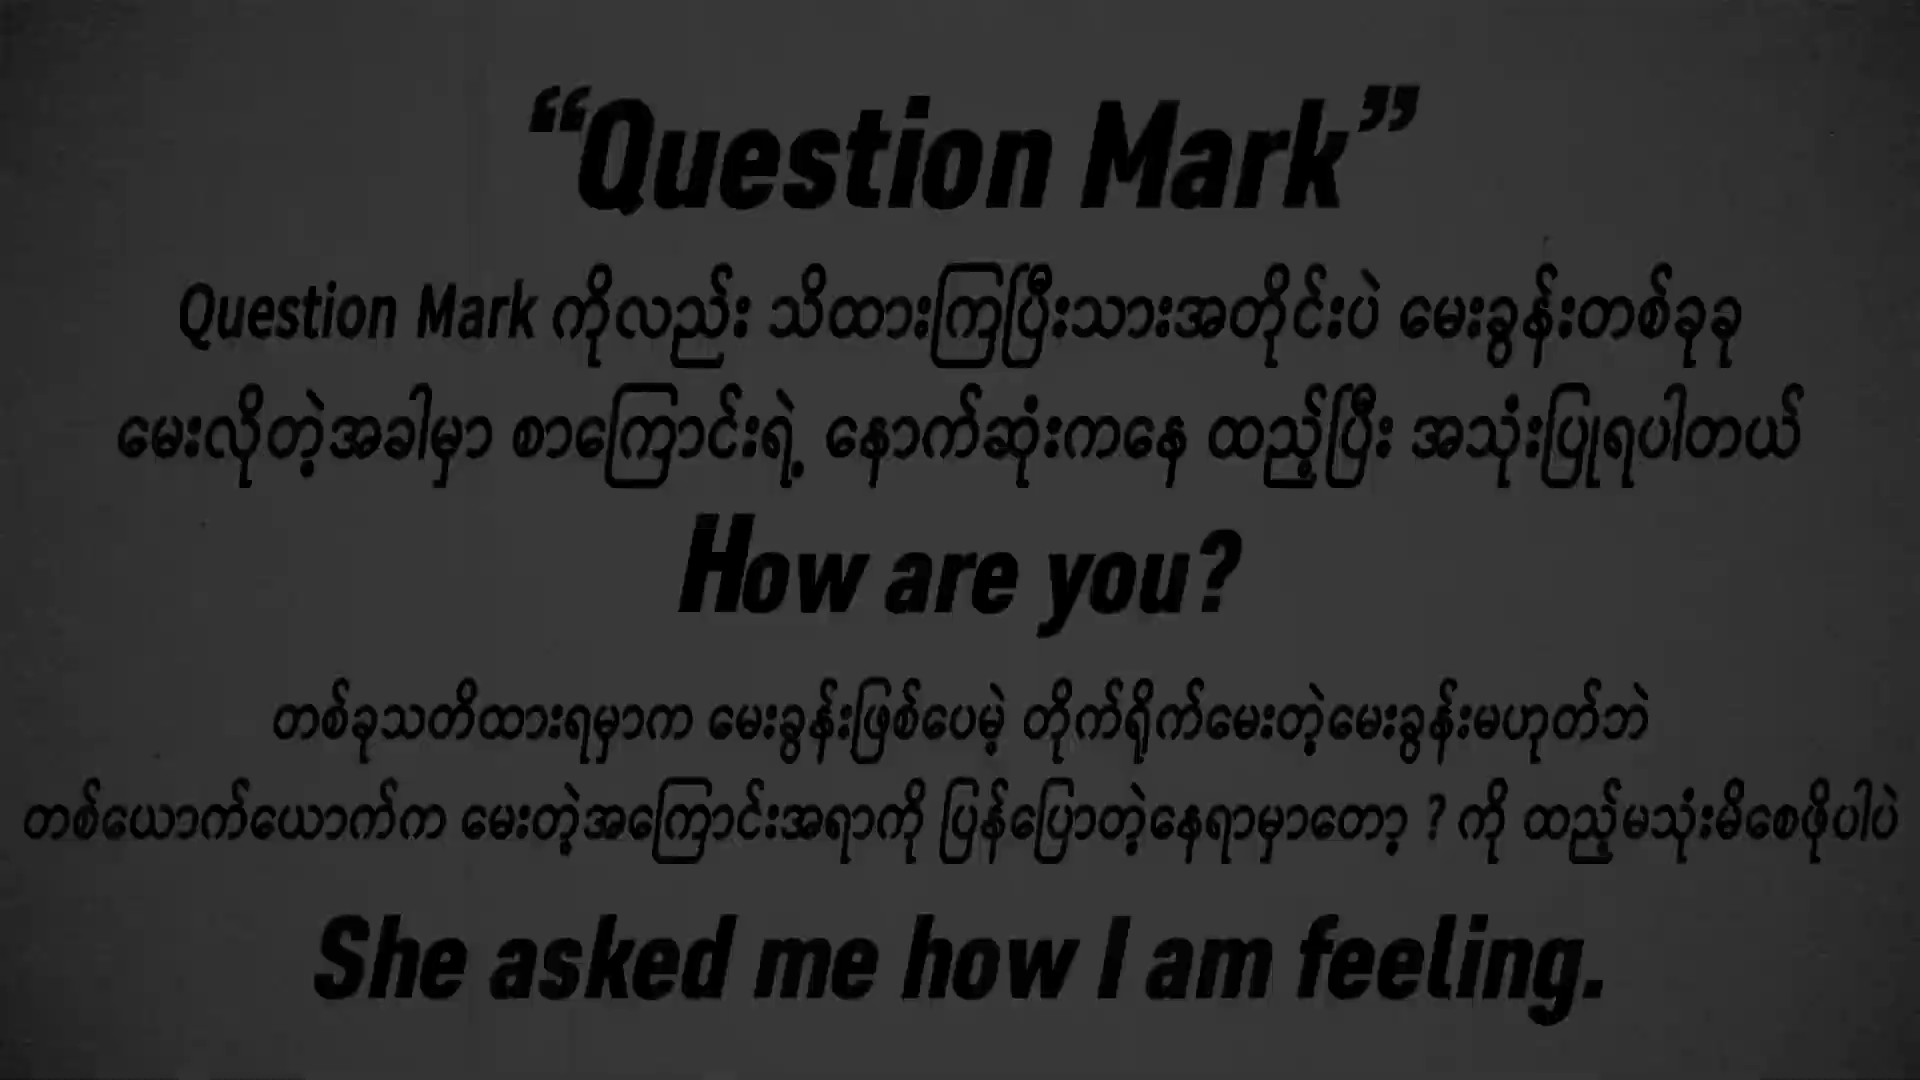 “Question Mark”
Question Mark ကိုလည်း သိထားကြပြီးသားအတိုင်းပဲ မေးခွန်းတစ်ခုခု
မေးလိုတဲ့အခါမှာ စာကြောင်းရဲ့ နောက်ဆုံးကနေ ထည့်ပြီး အသုံးပြုရပါတယ်
How are you?
တစ်ခုသတိထားရမှာက မေးခွန်းဖြစ်ပေမဲ့ တိုက်ရိုက်မေးတဲ့မေးခွန်းမဟုတ်ဘဲ
တစ်ယောက်ယောက်က မေးတဲ့အကြောင်းအရာကို ပြန်ပြောတဲ့နေရာမှာတော့ ? ကို ထည့်မသုံးမိစေဖို့ပါပဲ
She asked me how I am feeling.